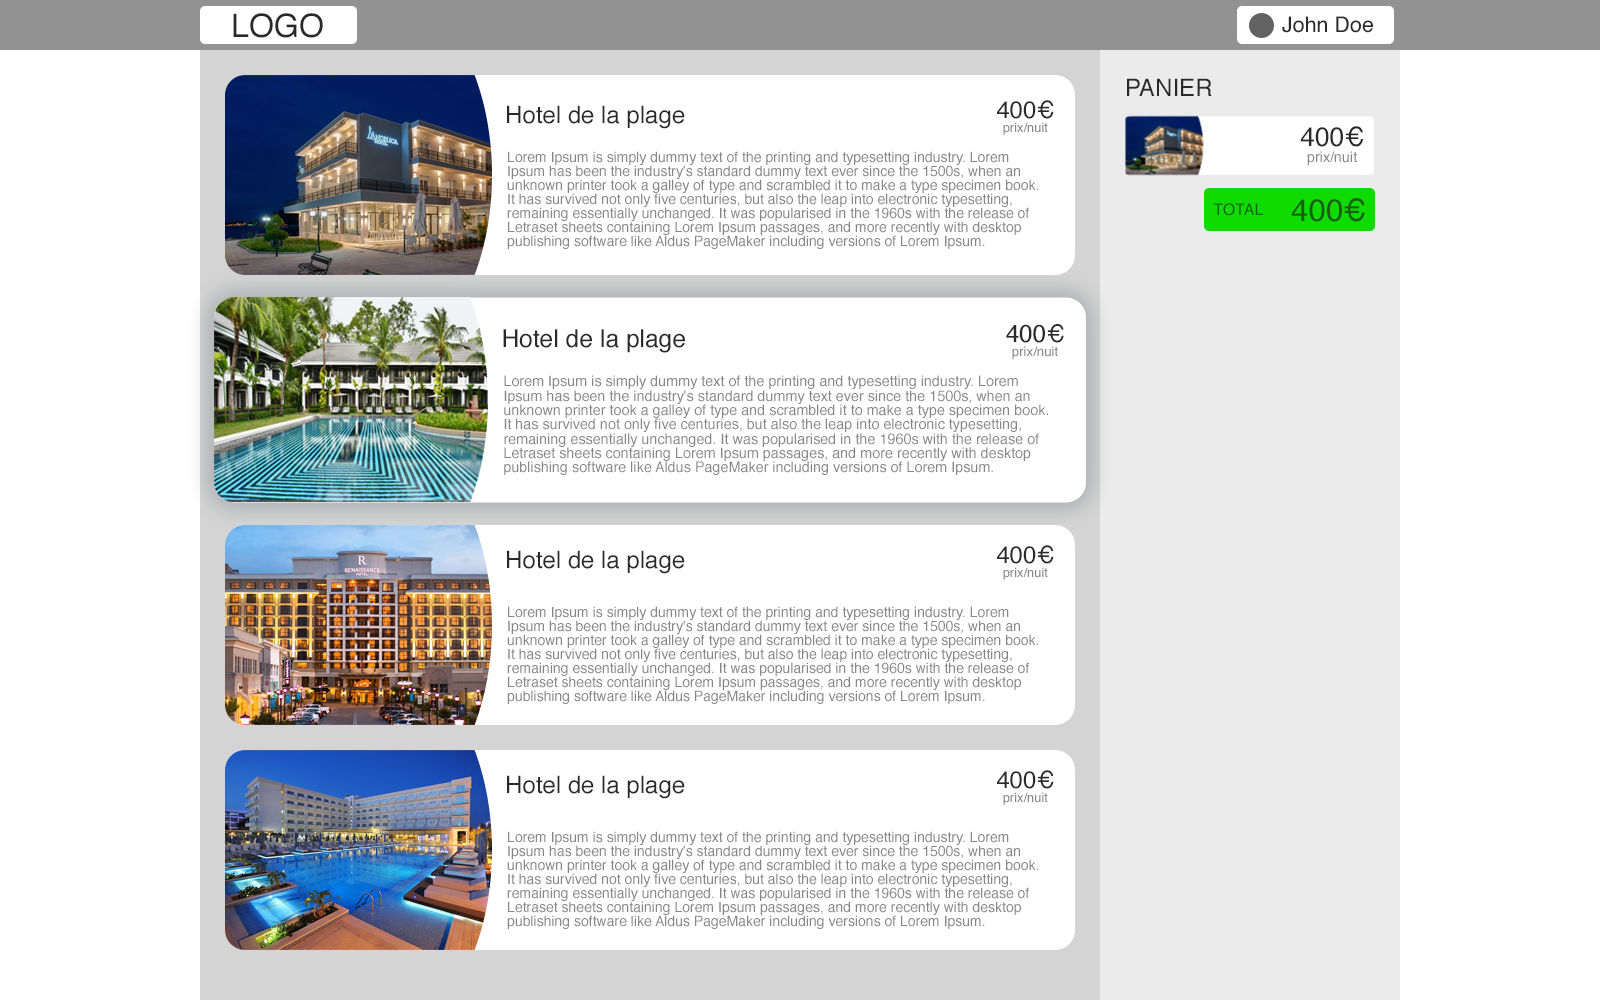 LOGO
John Doe
Hotel de la plage
400€
prix/nuit
Lorem Ipsum is simply dummy text of the printing and typesetting industry. Lorem
Ipsum has been the industry's standard dummy text ever since the 1500s, when an
unknown printer took a galley of type and scrambled it to make a type specimen book.
It has survived not only five centuries, but also the leap into electronic typesetting,
remaining essentially unchanged. It was popularised in the 1960s with the release of
Letraset sheets containing Lorem Ipsum passages, and more recently with desktop
publishing software like Aldus PageMaker including versions of Lorem Ipsum.
ANGELICA
HOTEL
Hotel de la plage
400€
prix/nuit
Lorem Ipsum is simply dummy text of the printing and typesetting industry. Lorem
Ipsum has been the industry's standard dummy text ever since the 1500s, when an
unknown printer took a galley of type and scrambled it to make a type specimen book.
It has survived not only five centuries, but also the leap into electronic typesetting,
remaining essentially unchanged. It was popularised in the 1960s with the release of
Letraset sheets containing Lorem Ipsum passages, and more recently with desktop
publishing software like Aldus PageMaker including versions of Lorem Ipsum.
Hotel de la plage
400€
prix/nuit
R
RENAISSANCE
HOTEL
Lorem Ipsum is simply dummy text of the printing and typesetting industry. Lorem
Ipsum has been the industry's standard dummy text ever since the 1500s, when an
unknown printer took a galley of type and scrambled it to make a type specimen book.
It has survived not only five centuries, but also the leap into electronic typesetting,
remaining essentially unchanged. It was popularised in the 1960s with the release of
Letraset sheets containing Lorem Ipsum passages, and more recently with desktop
publishing software like Aldus PageMaker including versions of Lorem Ipsum.
Hotel de la plage
400€
prix/nuit
Lorem Ipsum is simply dummy text of the printing and typesetting industry. Lorem
Ipsum has been the industry's standard dummy text ever since the 1500s, when an
unknown printer took a galley of type and scrambled it to make a type specimen book.
It has survived not only five centuries, but also the leap into electronic typesetting,
remaining essentially unchanged. It was popularised in the 1960s with the release of
Letraset sheets containing Lorem Ipsum passages, and more recently with desktop
publishing software like Aldus PageMaker including versions of Lorem Ipsum.
PANIER
400€
prix/nuit
TOTAL 400€